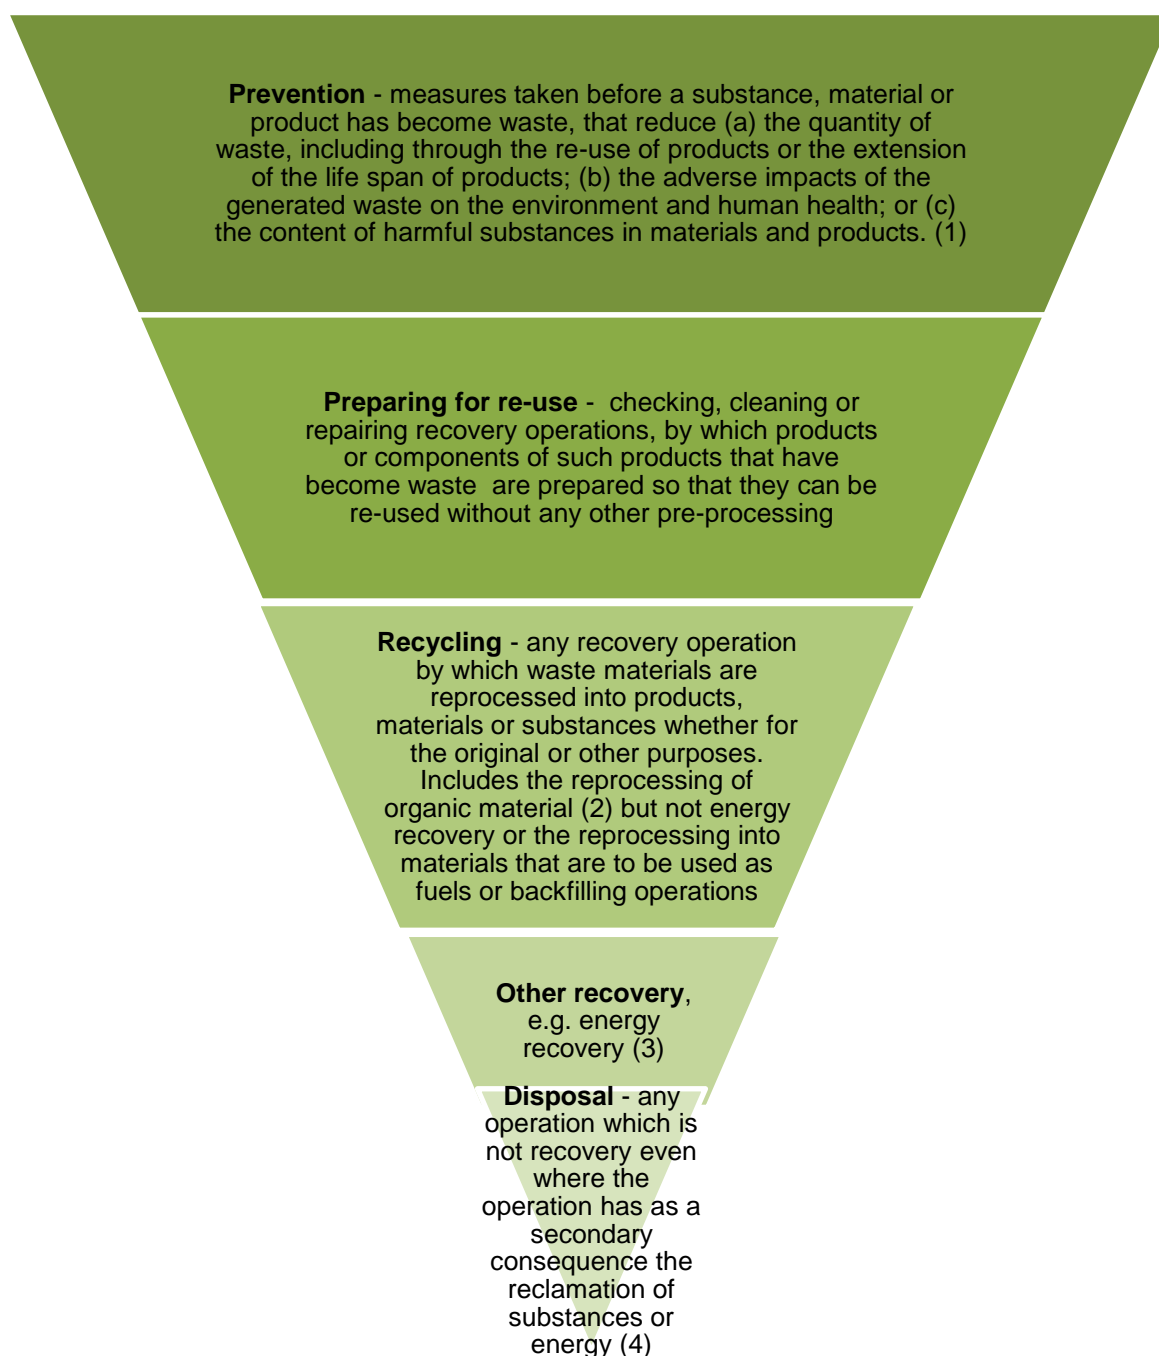 Prevention - measures taken before a substance, material or
product has become waste, that reduce (a) the quantity of
waste, including through the re-use of products or the extension
of the life span of products; (b) the adverse impacts of the
generated waste on the environment and human health; or (c)
the content of harmful substances in materials and products. (1)
Preparing for re-use -  checking, cleaning or
repairing recovery operations, by which products
or components of such products that have
become waste  are prepared so that they can be
re-used without any other pre-processing
Recycling - any recovery operation
by which waste materials are
reprocessed into products,
materials or substances whether for
the original or other purposes.
Includes the reprocessing of
organic material (2) but not energy
recovery or the reprocessing into
materials that are to be used as
fuels or backfilling operations
Other recovery,
e.g. energy
recovery (3)
Disposal - any
operation which is
not recovery even
where the
operation has as a
secondary
consequence the
reclamation of
substances or
energy (4)